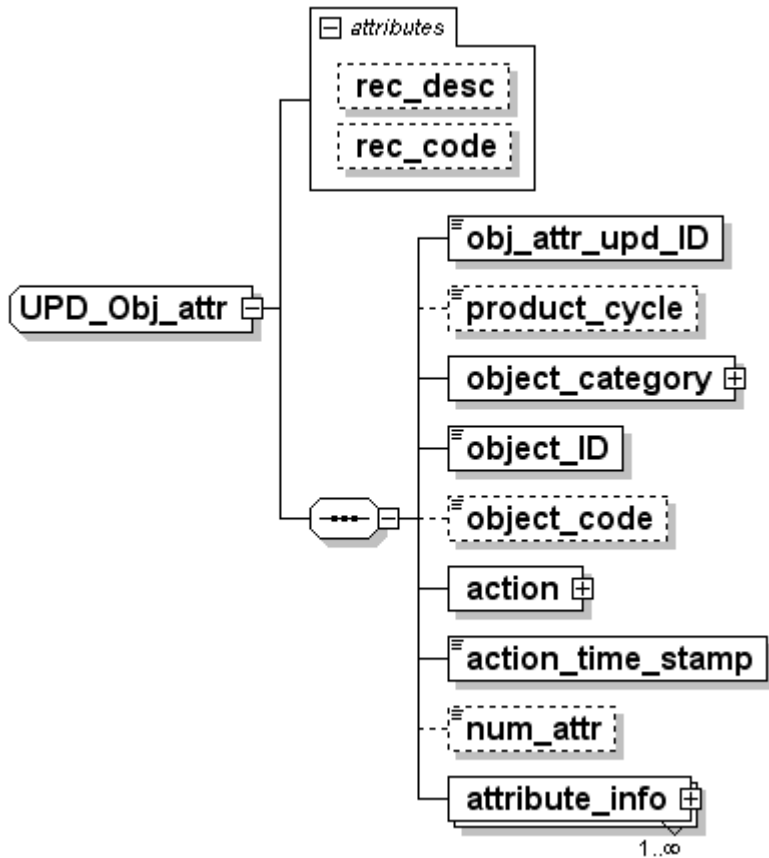 attributes
rec_desc
rec_code
UPD_Obj_attr
obj_attr_upd_ID
product_cycle
object_category
object_ID
object_code
action
action_time_stamp
num_attr
attribute_info
1..∞